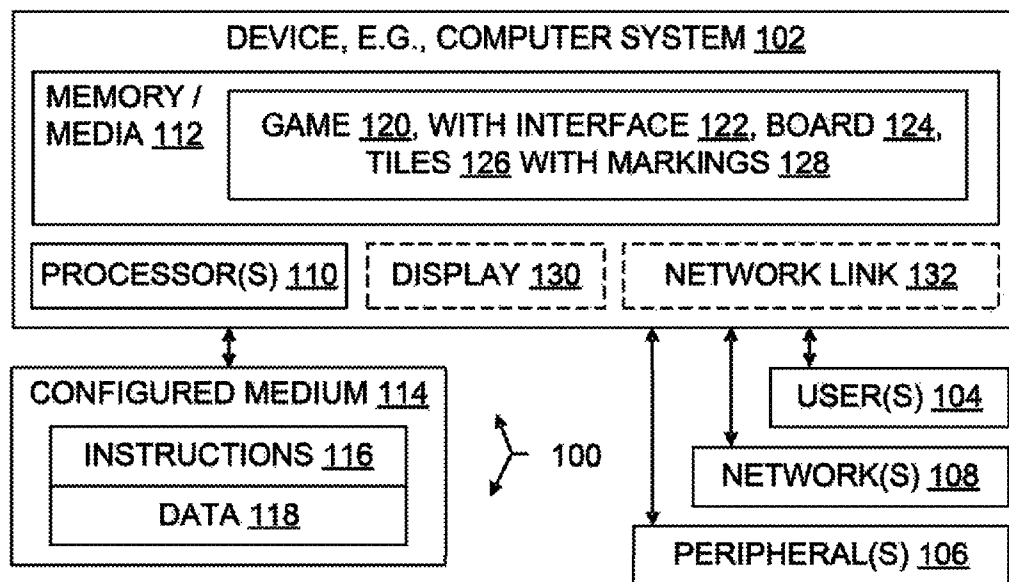 DEVICE, E.G., COMPUTER SYSTEM 102
MEMORY /
MEDIA 112
GAME 120, WITH INTERFACE 122, BOARD 124,
TILES 126 WITH MARKINGS 128
PROCESSOR(S) 110
DISPLAY 130
NETWORK LINK 132
CONFIGURED MEDIUM 114
INSTRUCTIONS 116
DATA 118
100
USER(S) 104
NETWORK(S) 108
PERIPHERAL(S) 106